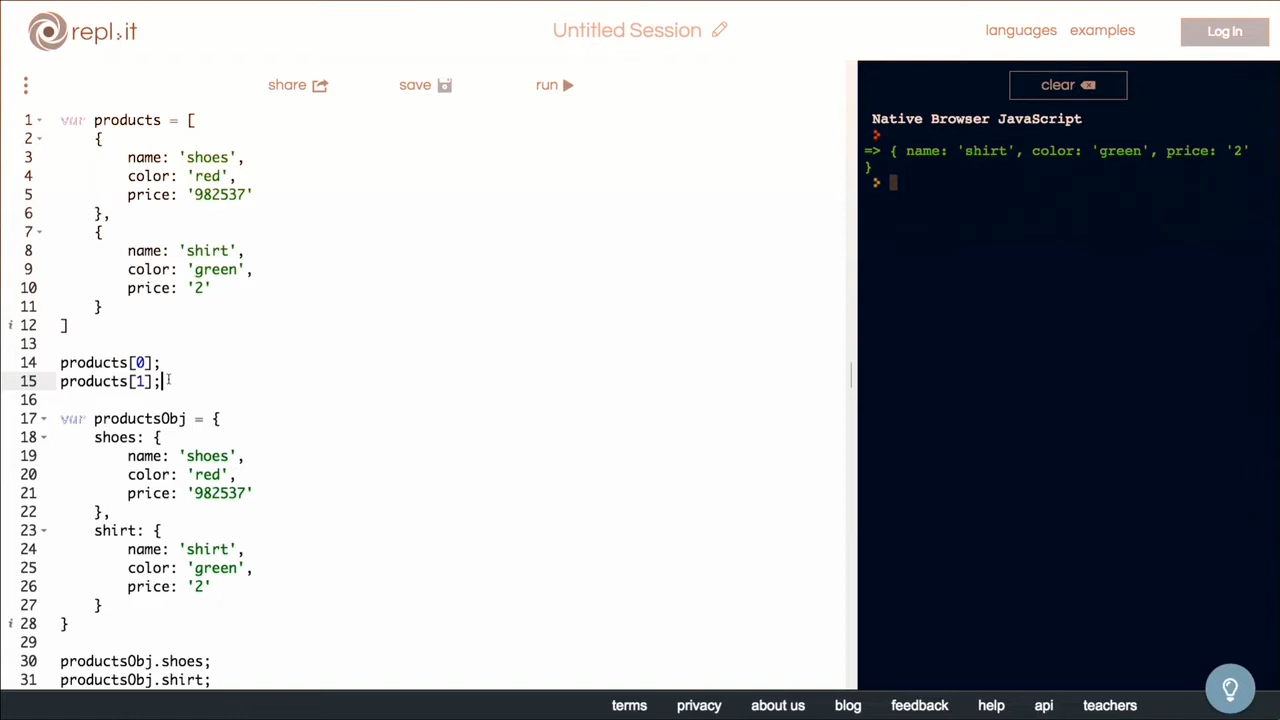 repl.it
Untitled Session
languages examples Log In
share save run
clear
1 var products = [
2 {
3 name: 'shoes',
4 color: 'red',
5 price: '982537'
6 },
7 {
8 name: 'shirt',
9 color: 'green',
10 price: '2'
11 }
12 ]
13
14 products[0];
15 products[1];
16
17 var productsObj = {
18 shoes: {
19 name: 'shoes',
20 color: 'red',
21 price: '982537'
22 },
23 shirt: {
24 name: 'shirt',
25 color: 'green',
26 price: '2'
27 }
28 }
29
30 productsObj.shoes;
31 productsObj.shirt;
Native Browser JavaScript
>
=> { name: 'shirt', color: 'green', price: '2'
}
>
terms privacy about us blog feedback help api teachers